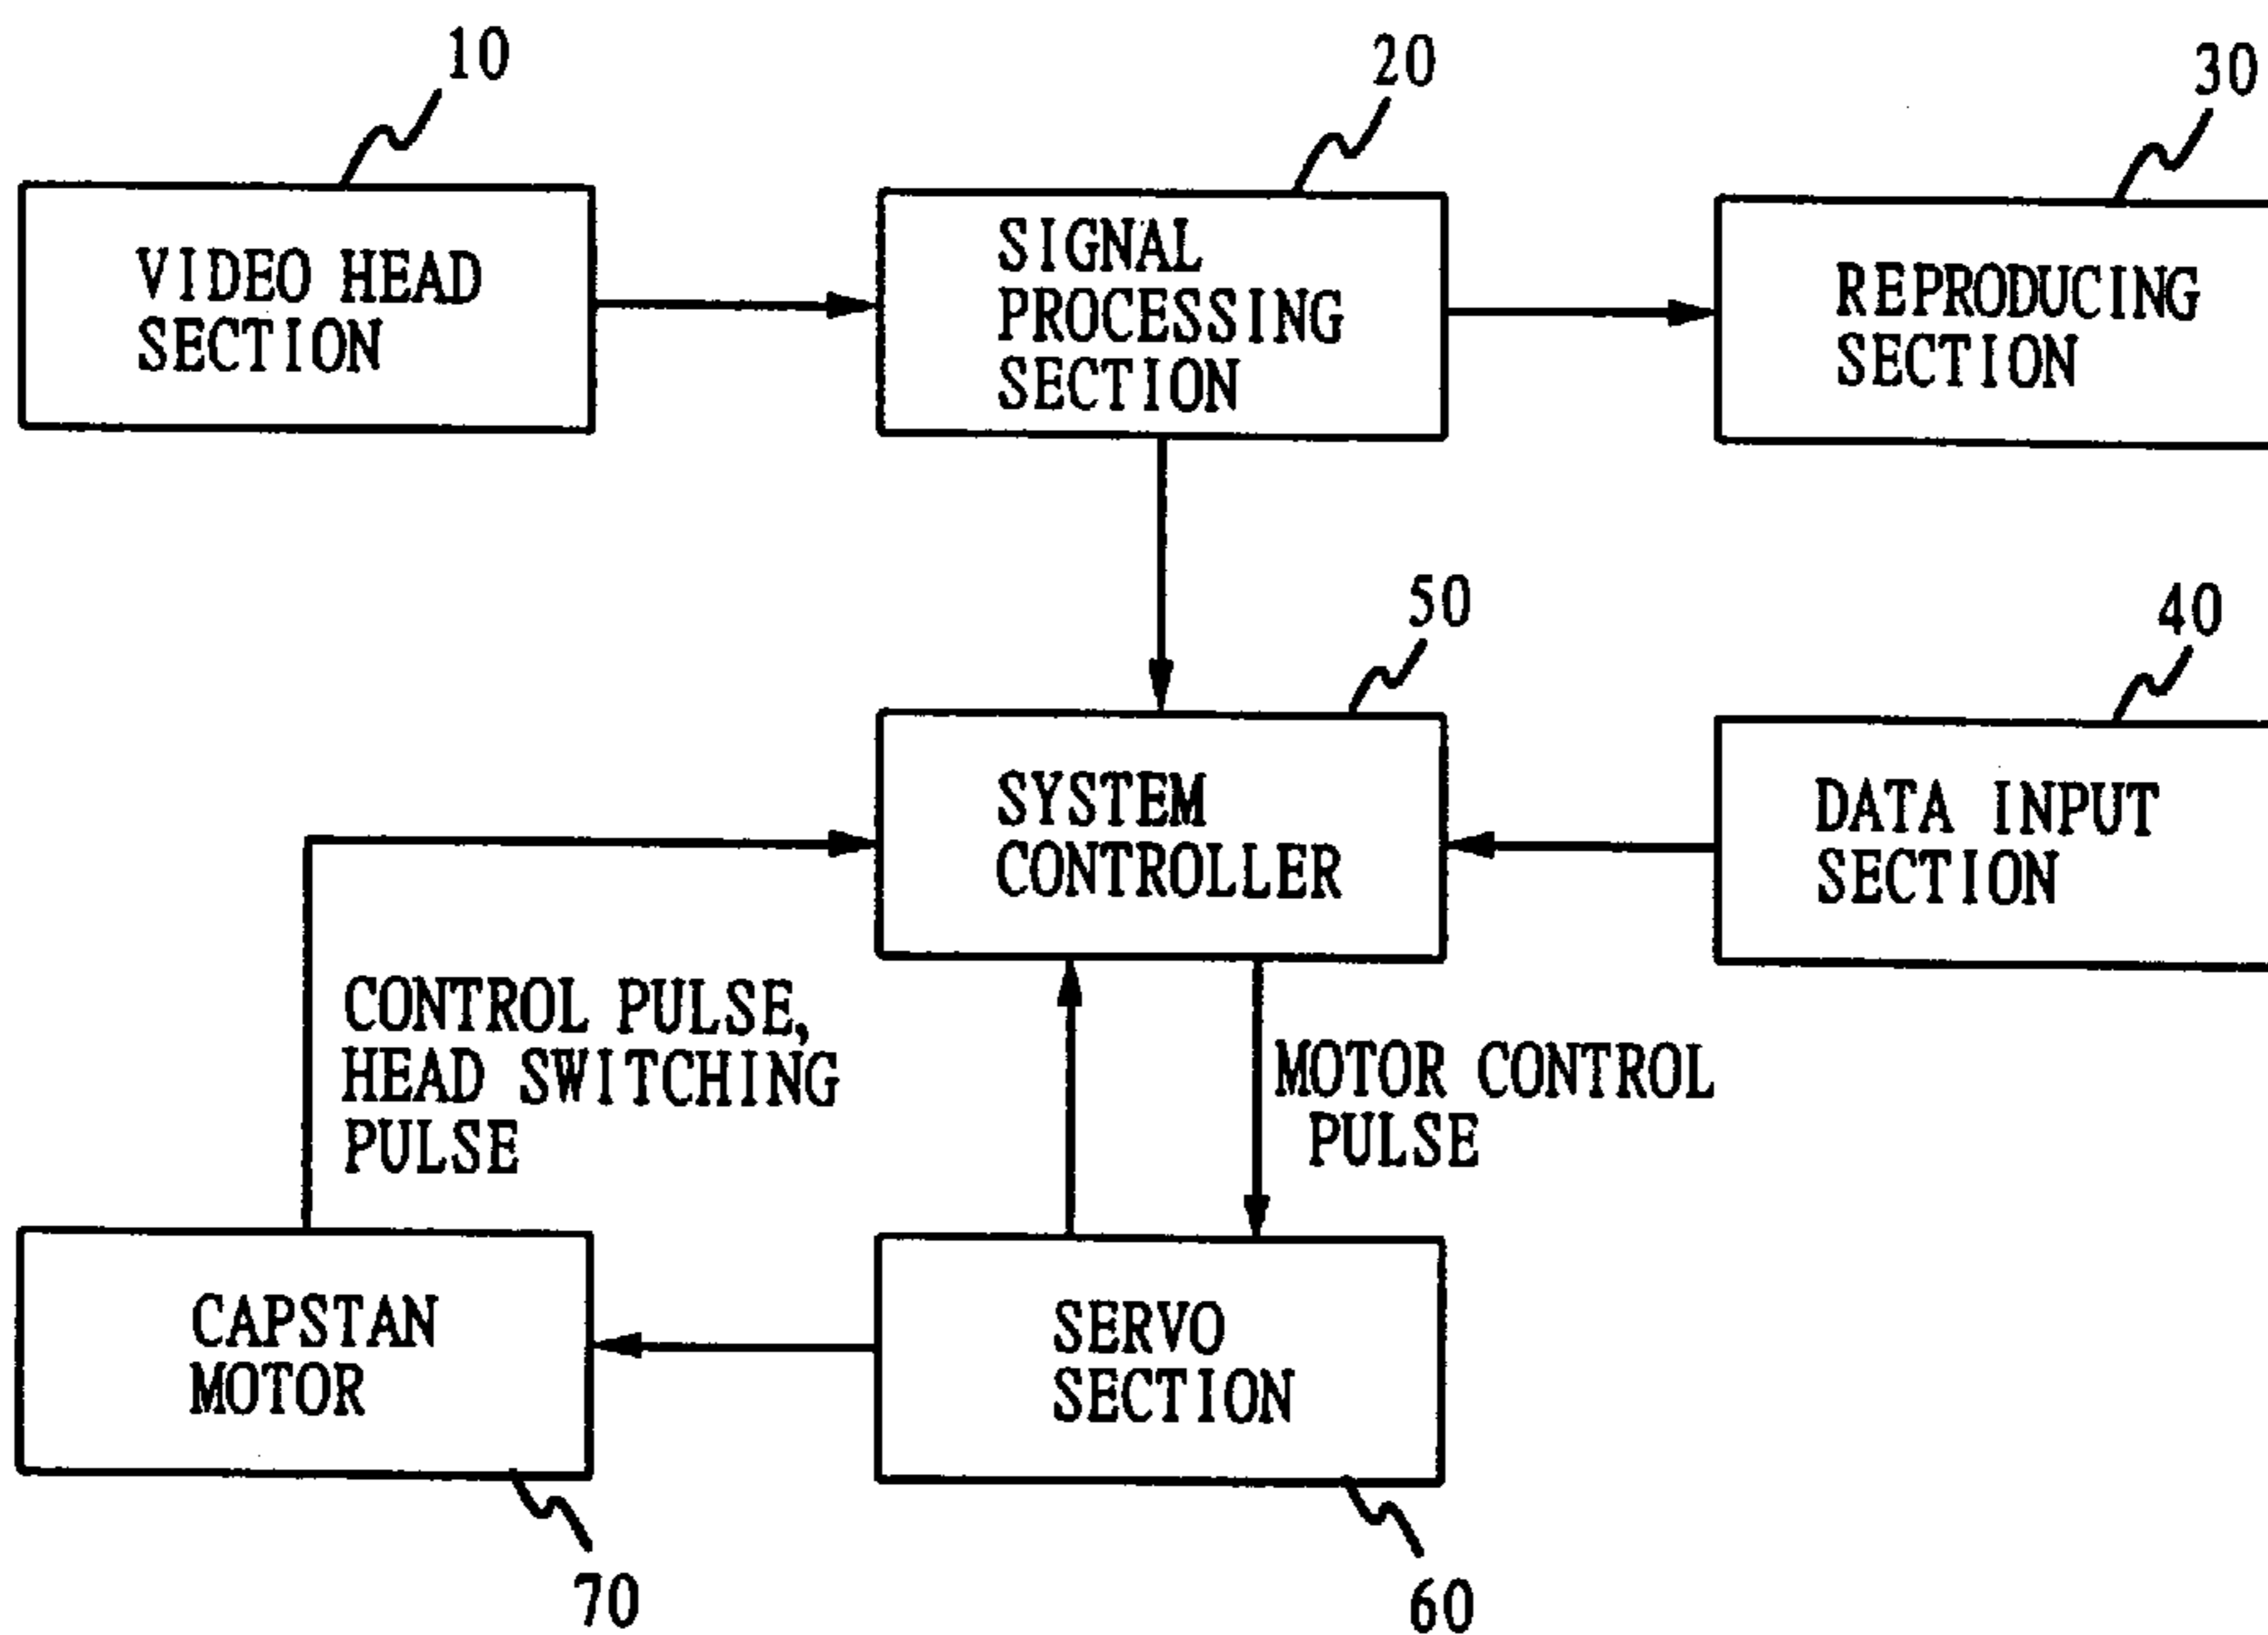 10
20
30
VIDEO HEAD
SECTION
SIGNAL
PROCESSING
SECTION
REPRODUCING
SECTION
50
40
SYSTEM
CONTROLLER
DATA INPUT
SECTION
CONTROL PULSE,
HEAD SWITCHING
PULSE
MOTOR CONTROL
PULSE
CAPSTAN
MOTOR
SERVO
SECTION
70
60